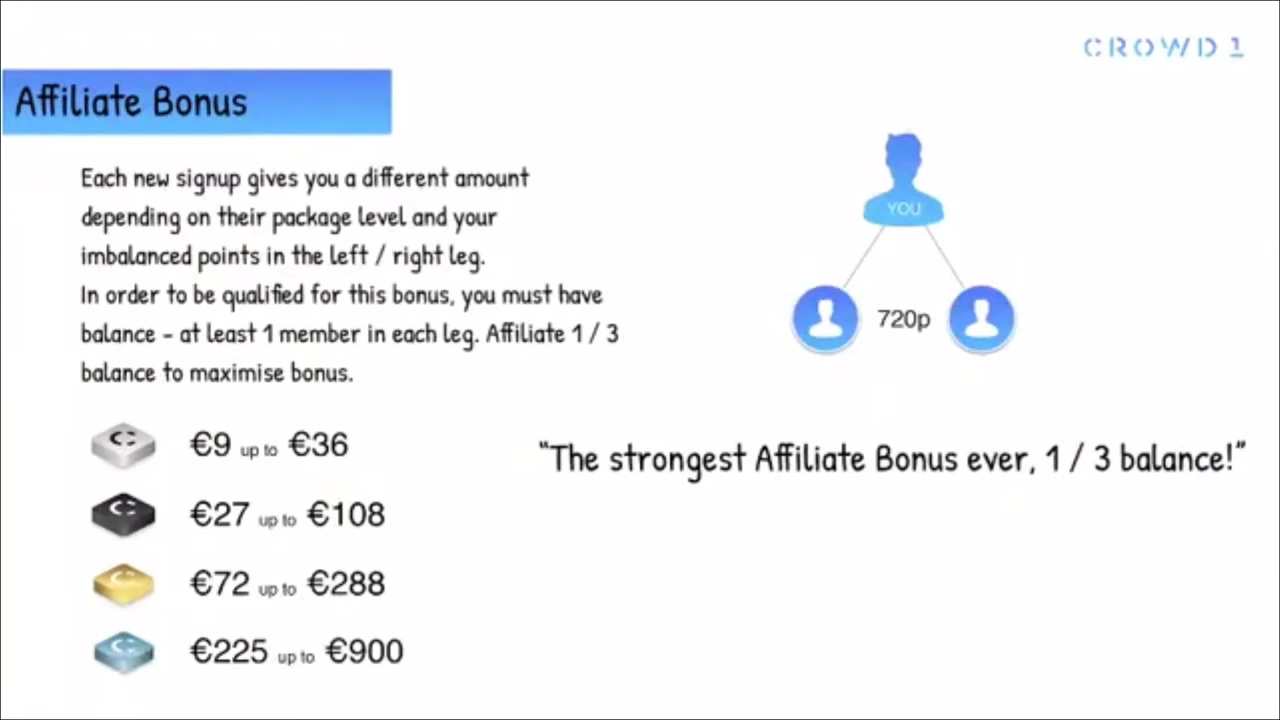 CROWD1
Affiliate Bonus
Each new signup gives you a different amount
depending on their package level and your
imbalanced points in the left / right leg.
In order to be qualified for this bonus, you must have
balance - at least 1 member in each leg. Affiliate 1 / 3
balance to maximise bonus.
YOU
720p
€9 up to €36
"The strongest Affiliate Bonus ever, 1 / 3 balance!"
€27 up to €108
€72 up to €288
€225 up to €900